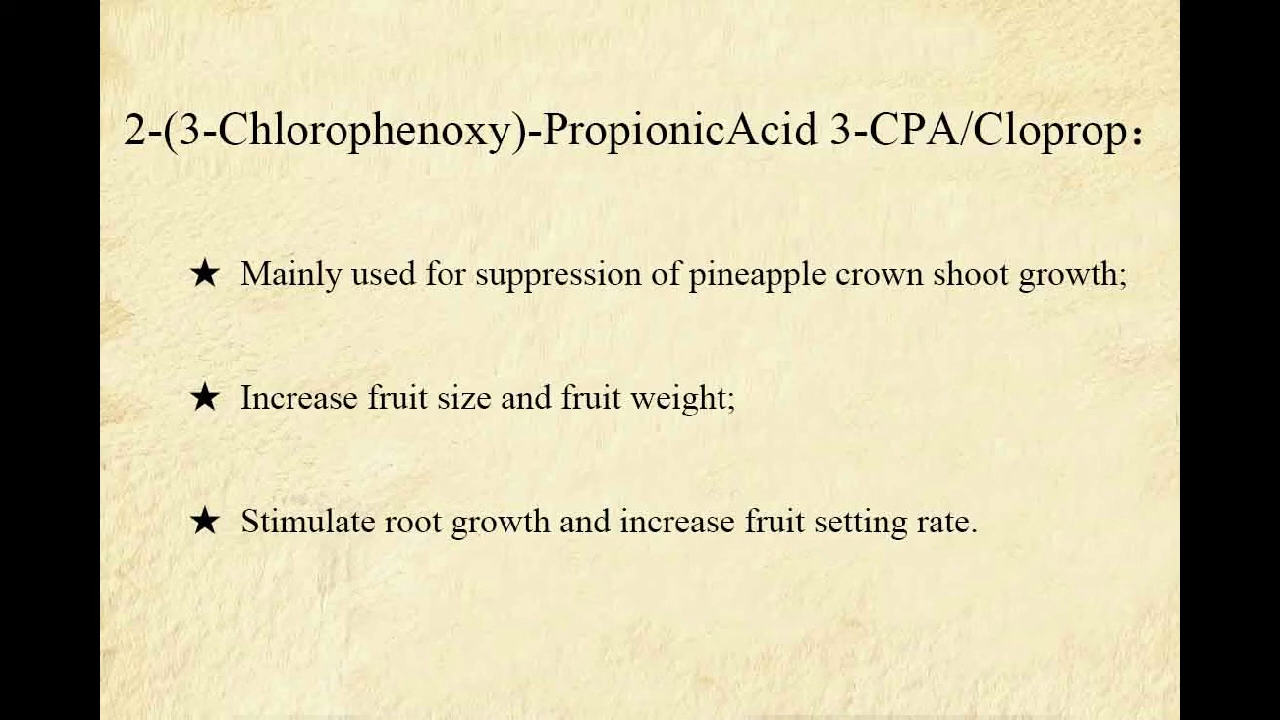 2-(3-Chlorophenoxy)-PropionicAcid 3-CPA/Cloprop：
★ Mainly used for suppression of pineapple crown shoot growth;
★ Increase fruit size and fruit weight;
★ Stimulate root growth and increase fruit setting rate.